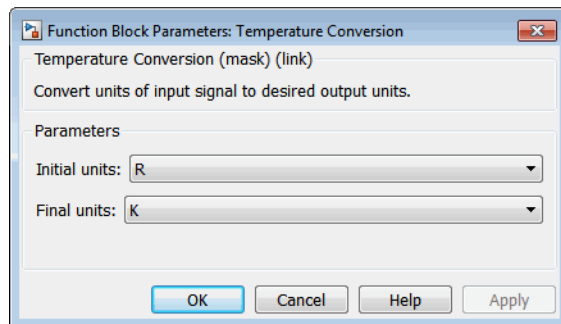 Function Block Parameters: Temperature Conversion
Temperature Conversion (mask) (link)
Convert units of input signal to desired output units.
Parameters
Initial units: R
Final units: K
OK Cancel Help Apply